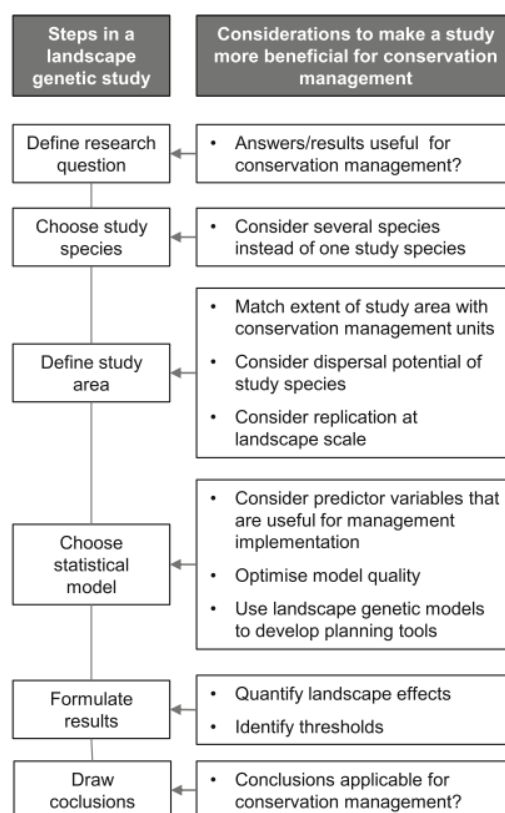 Steps in a
landscape
genetic study
Considerations to make a study
more beneficial for conservation
management
Define research
question
• Answers/results useful for
conservation management?
Choose study
species
• Consider several species
instead of one study species
Define study
area
• Match extent of study area with
conservation management units
• Consider dispersal potential of
study species
• Consider replication at
landscape scale
Choose
statistical
model
• Consider predictor variables that
are useful for management
implementation
• Optimise model quality
• Use landscape genetic models
to develop planning tools
Formulate
results
• Quantify landscape effects
• Identify thresholds
Draw
coclusions
• Conclusions applicable for
conservation management?